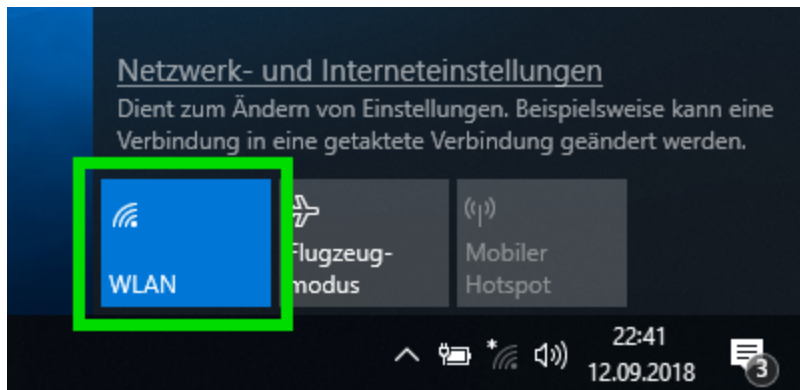 Netzwerk- und Interneteinstellungen
Dient zum Ändern von Einstellungen. Beispielsweise kann eine
Verbindung in eine getaktete Verbindung geändert werden.
WLAN
Flugzeug-
modus
Mobiler
Hotspot
22:41
12.09.2018
3